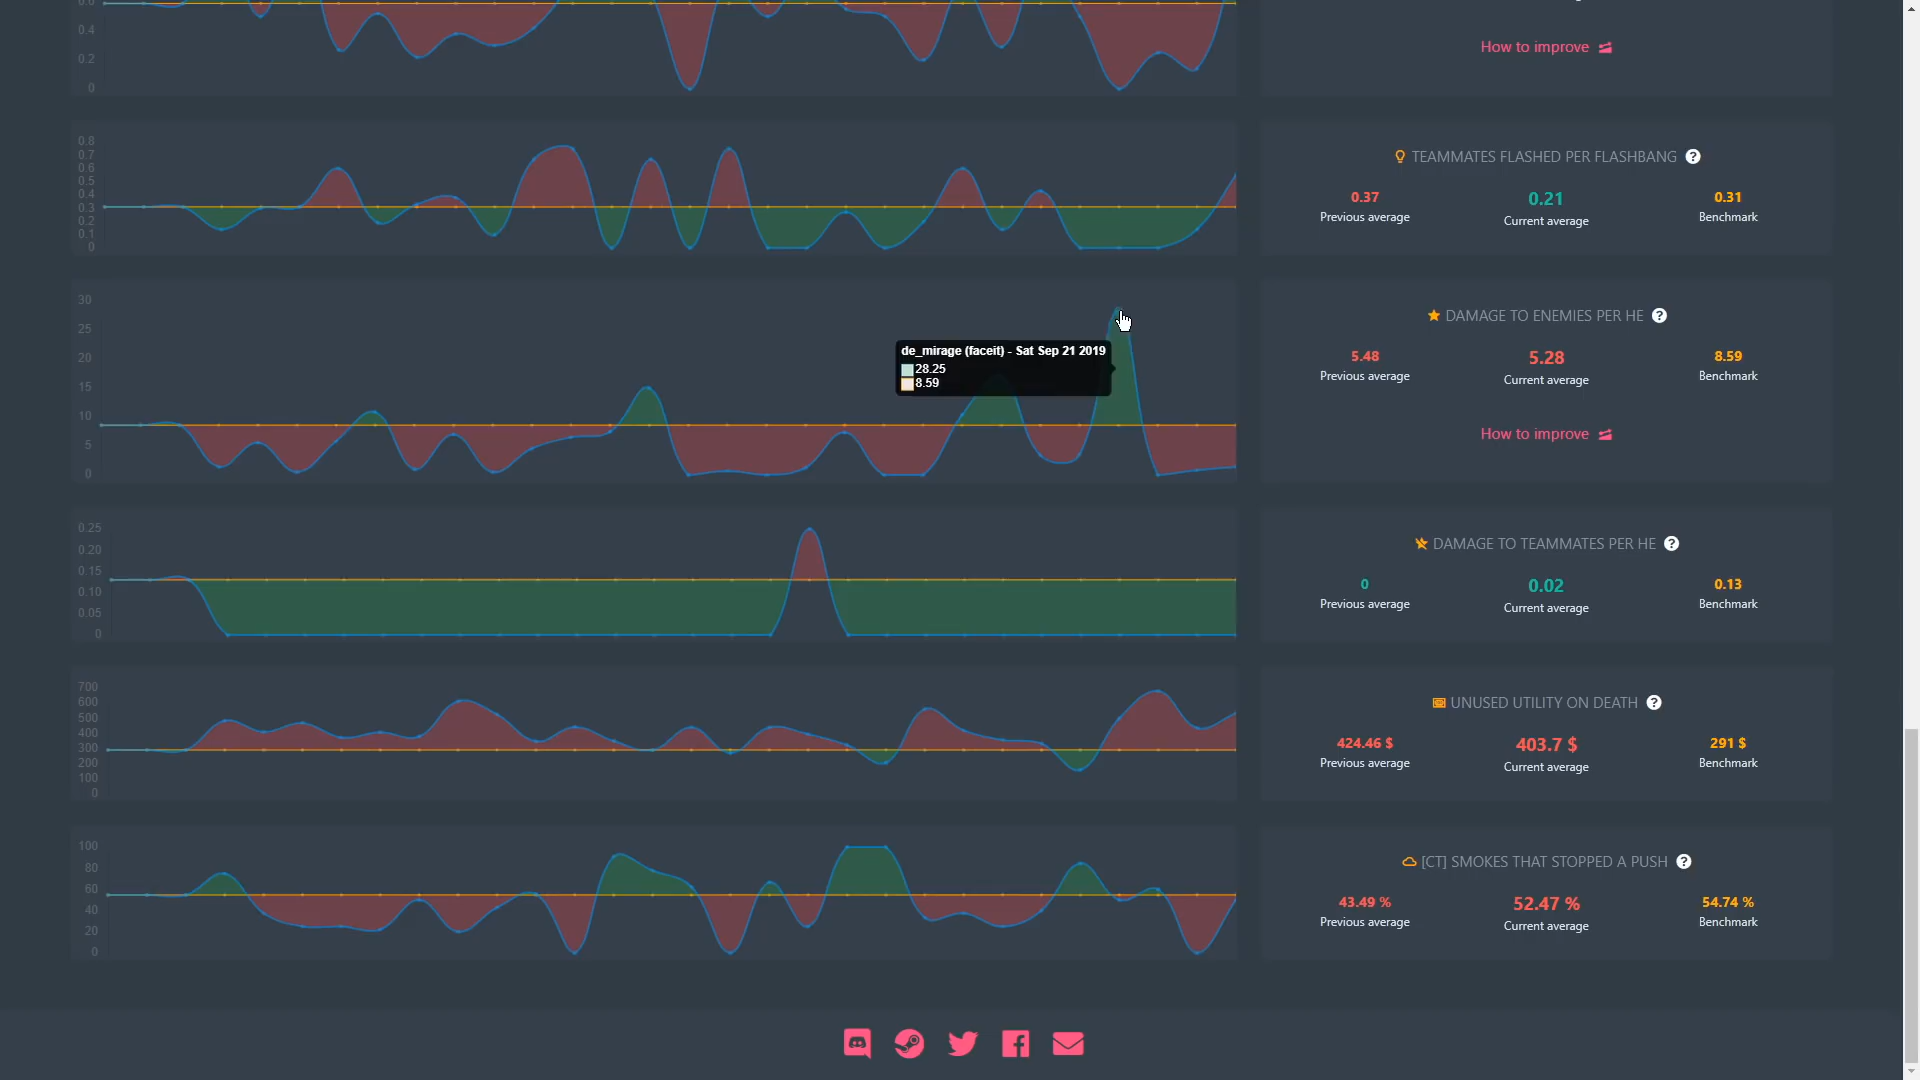 0.6
0.4
0.2
0
How to improve
0.8
0.7
0.6
0.5
0.4
0.3
0.2
0.1
0
TEAMMATES FLASHED PER FLASHBANG ?
0.37 0.21 0.31
Previous average Current average Benchmark
30
25
20
15
10
5
0
de_mirage (faceit) - Sat Sep 21 2019
28.25
8.59
DAMAGE TO ENEMIES PER HE ?
5.48 5.28 8.59
Previous average Current average Benchmark
How to improve
0.25
0.20
0.15
0.10
0.05
0
DAMAGE TO TEAMMATES PER HE ?
0 0.02 0.13
Previous average Current average Benchmark
700
600
500
400
300
200
100
0
UNUSED UTILITY ON DEATH ?
424.46 $ 403.7 $ 291 $
Previous average Current average Benchmark
100
80
60
40
20
0
[CT] SMOKES THAT STOPPED A PUSH ?
43.49 % 52.47 % 54.74 %
Previous average Current average Benchmark